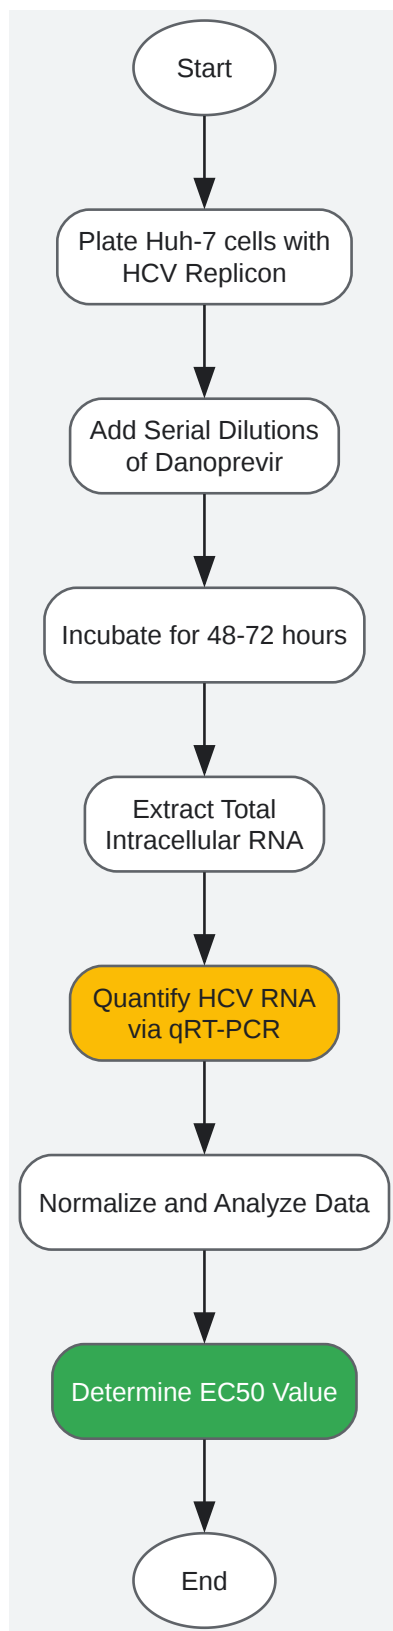 Start
Plate Huh-7 cells with
HCV Replicon
Add Serial Dilutions
of Danoprevir
Incubate for 48-72 hours
Extract Total
Intracellular RNA
Quantify HCV RNA
via qRT-PCR
Normalize and Analyze Data
Determine EC50 Value
End